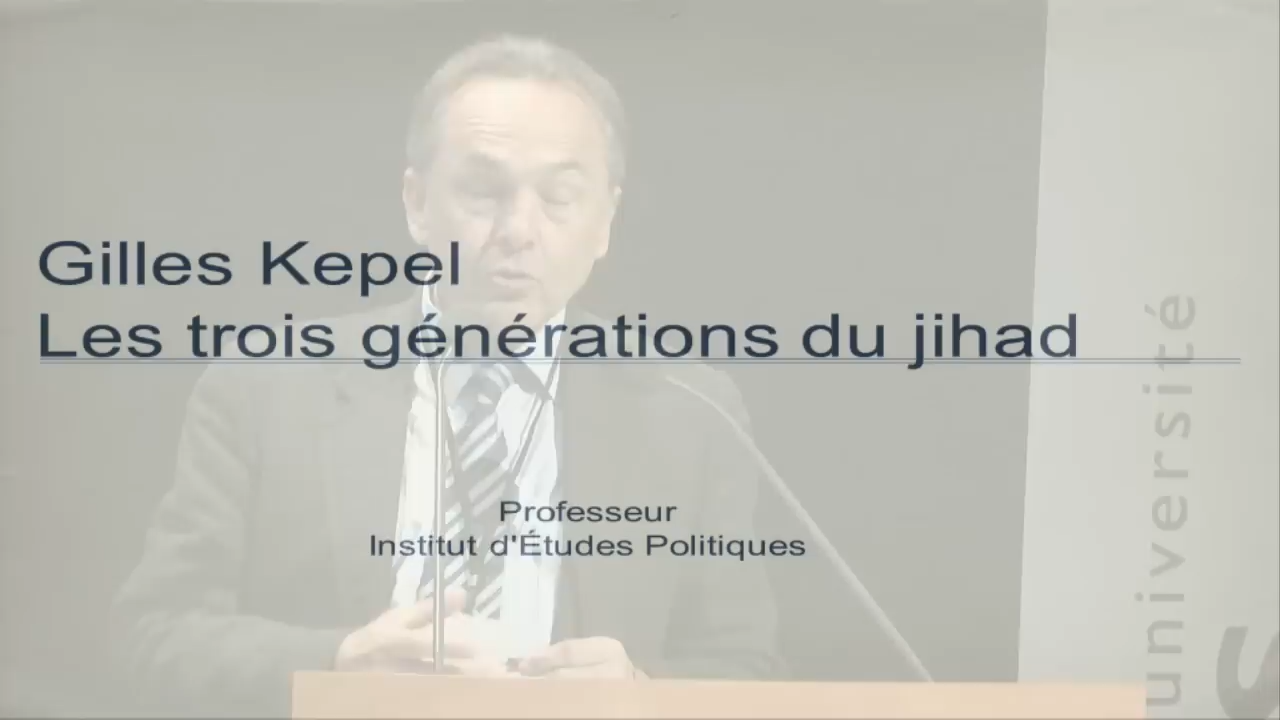 Gilles Kepel
Les trois générations du jihad
Professeur
Institut d'Études Politiques
université